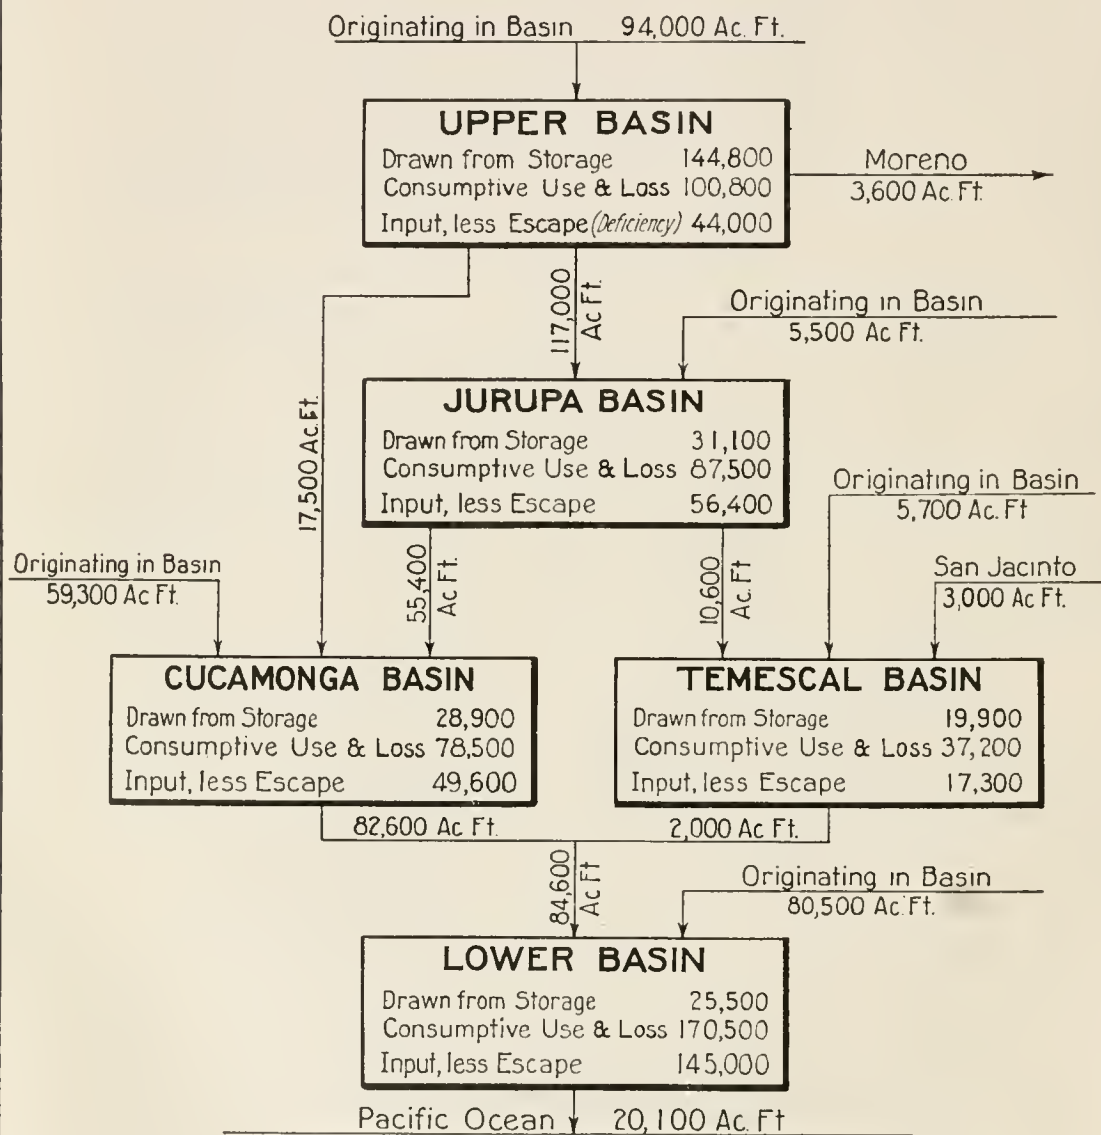 Originating in Basin 94,000 Ac. Ft.
UPPER BASIN
Drawn from Storage 144,800
Consumptive Use & Loss 100,800
Input, less Escape (Deficiency) 44,000
Moreno
3,600 Ac. Ft.
117,000
Ac. Ft.
Originating in Basin
5,500 Ac. Ft.
17,500 Ac. Ft.
JURUPA BASIN
Drawn from Storage 31,100
Consumptive Use & Loss 87,500
Input, less Escape 56,400
Originating in Basin
5,700 Ac. Ft
Originating in Basin
59,300 Ac Ft.
55,400
Ac Ft.
10,600
Ac. Ft
San Jacinto
3,000 Ac Ft.
CUCAMONGA BASIN
Drawn from Storage 28,900
Consumptive Use & Loss 78,500
Input, less Escape 49,600
TEMESCAL BASIN
Drawn from Storage 19,900
Consumptive Use & Loss 37,200
Input, less Escape 17,300
82,600 Ac Ft.
2,000 Ac Ft.
84,600
Ac Ft
Originating in Basin
80,500 Ac. Ft.
LOWER BASIN
Drawn from Storage 25,500
Consumptive Use & Loss 170,500
Input, less Escape 145,000
Pacific Ocean 20,100 Ac. Ft